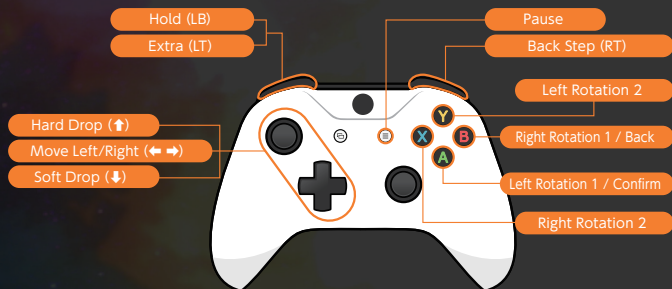 Hold (LB)
Extra (LT)
Pause
Back Step (RT)
Left Rotation 2
Hard Drop (⬆)
Move Left/Right (⬅ ➡)
Soft Drop (⬇)
Y
X
B
A
Right Rotation 1 / Back
Left Rotation 1 / Confirm
Right Rotation 2